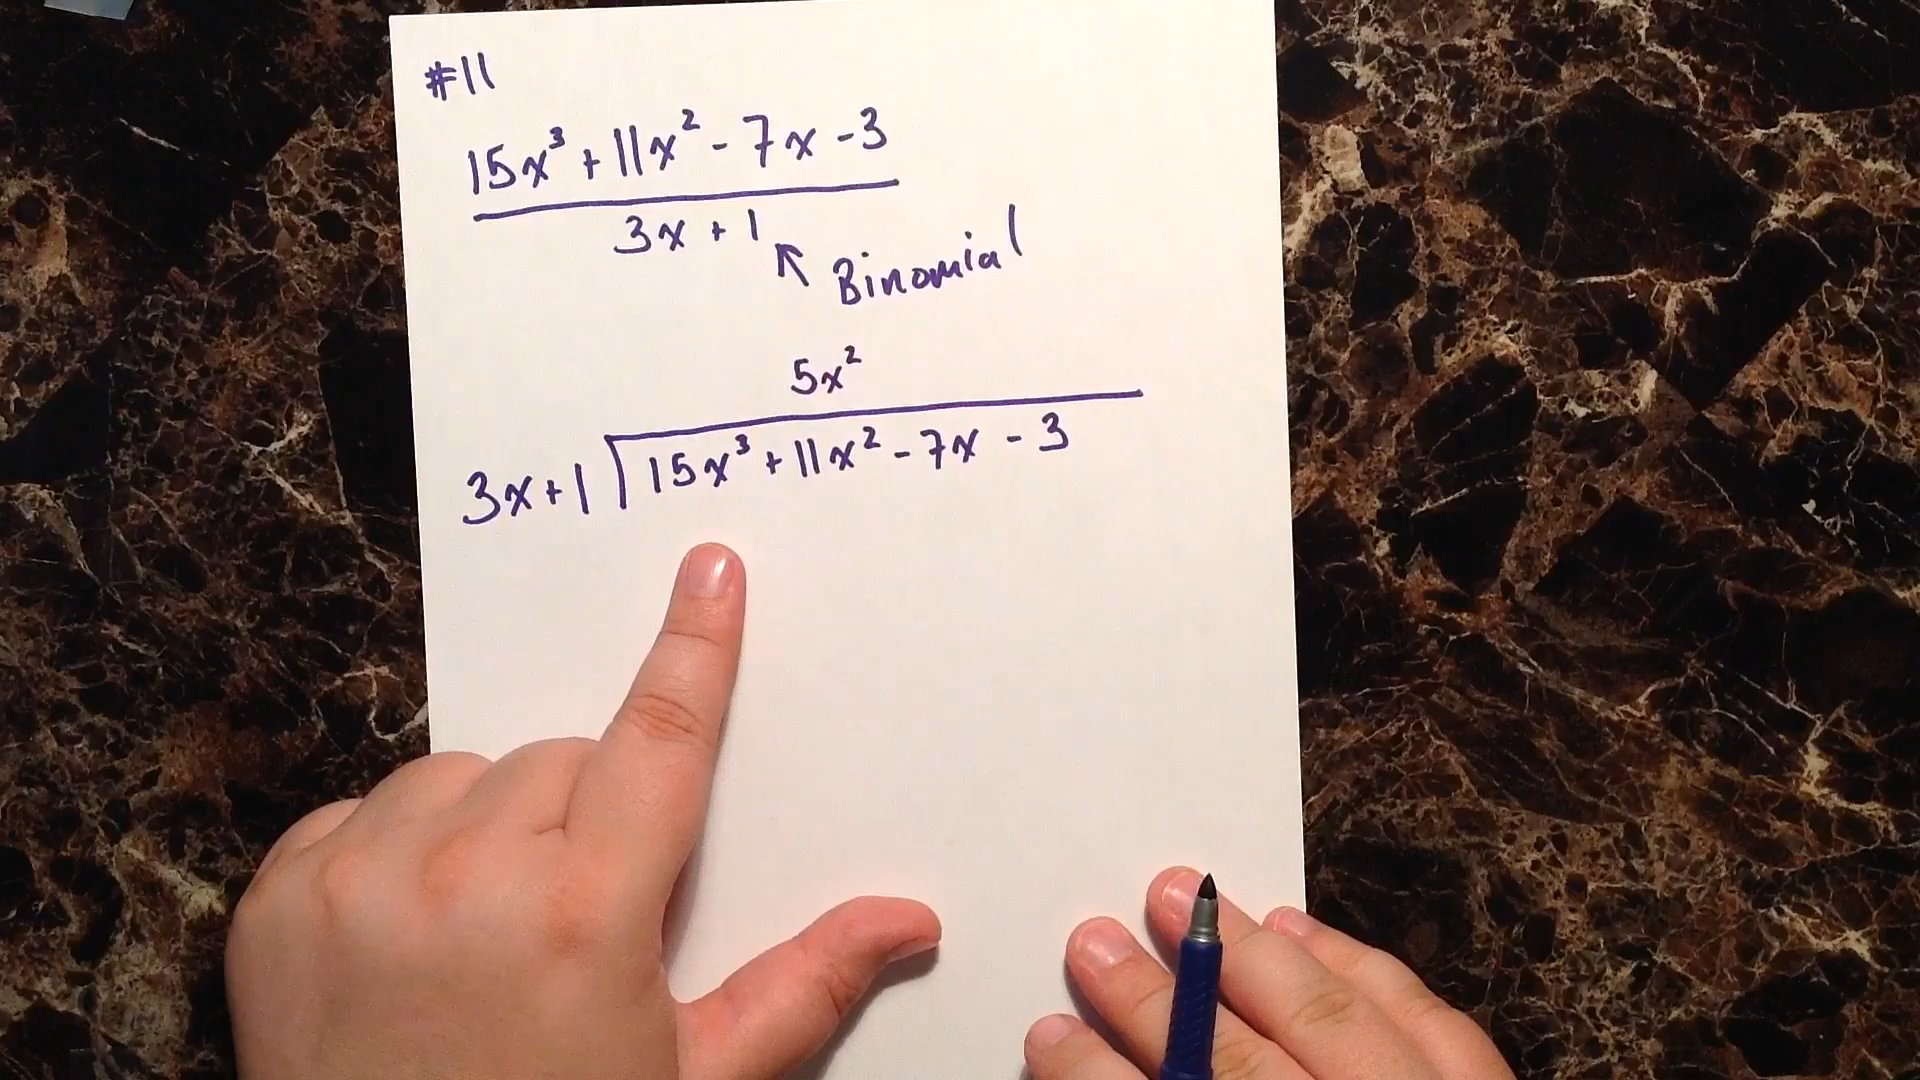 #11
15x³ + 11x² - 7x - 3
3x + 1
Binomial
5x²
3x+1 15x³ + 11x² - 7x - 3